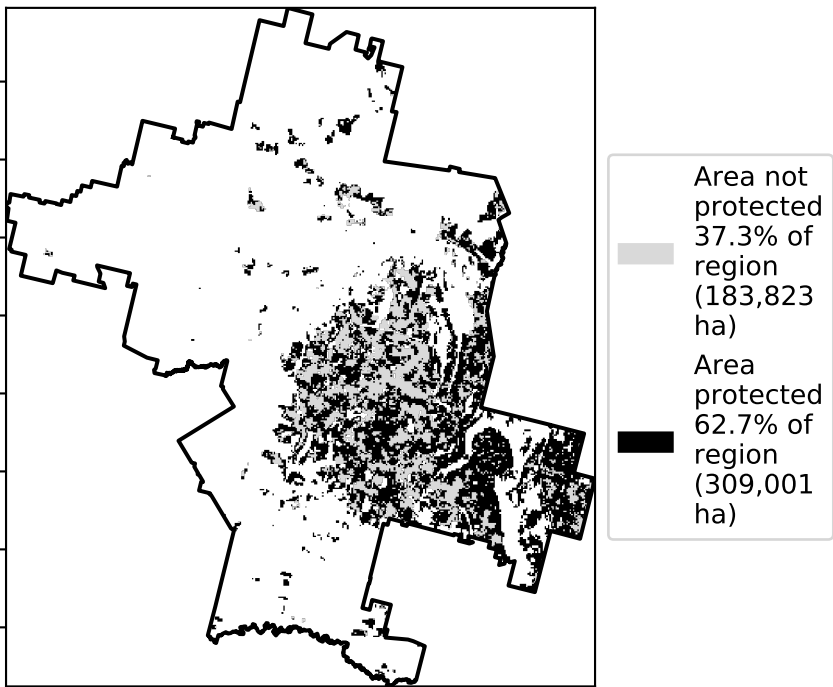 Area not
protected
37.3% of
region
(183,823
ha)
Area
protected
62.7% of
region
(309,001
ha)